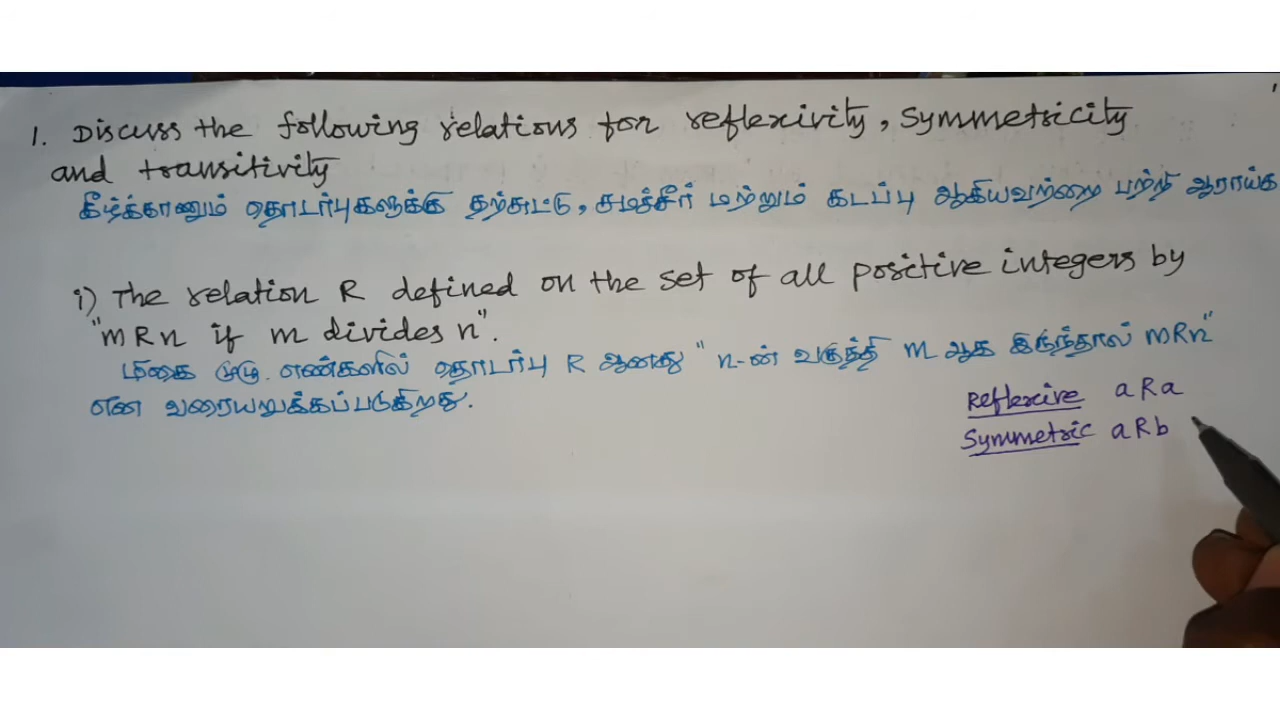 1. Discuss the following relations for reflexivity, symmetricity
and transitivity
கீழ்க்காணும் தொடர்புகளுக்கு தற்சுட்டு, சமச்சீர் மற்றும் கடப்பு ஆகியவற்றை பற்றி ஆராய்க
i) The relation R defined on the set of all positive integers by
"mRn if m divides n".
மிகை முழு எண்களில் தொடர்பு R ஆனது " n-ன் வகுத்தி m ஆக இருந்தால் mRn"
என வரையறுக்கப்படுகிறது.
Reflexive aRa
Symmetric aRb